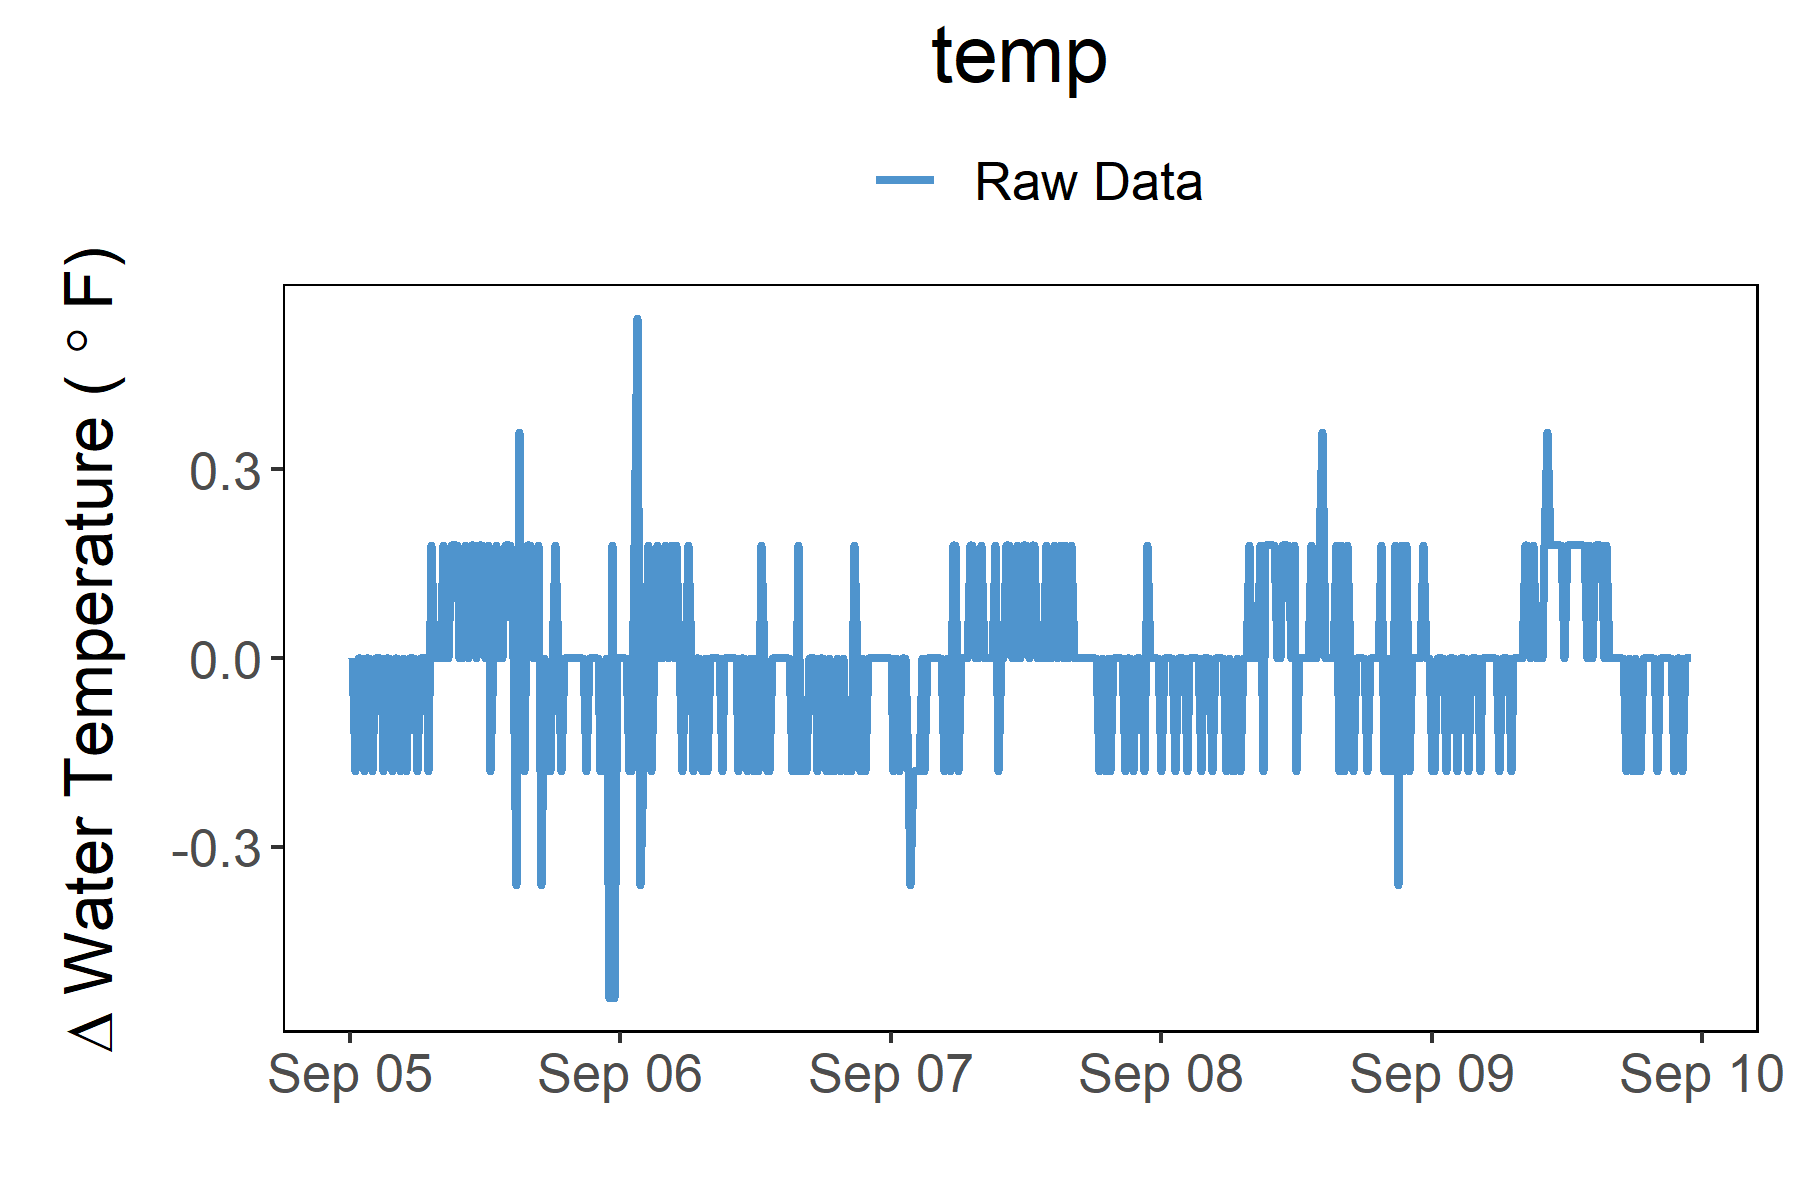 temp
Raw Data
Δ Water Temperature ( ° F)
0.3
0.0
-0.3
Sep 05 Sep 06 Sep 07 Sep 08 Sep 09 Sep 10